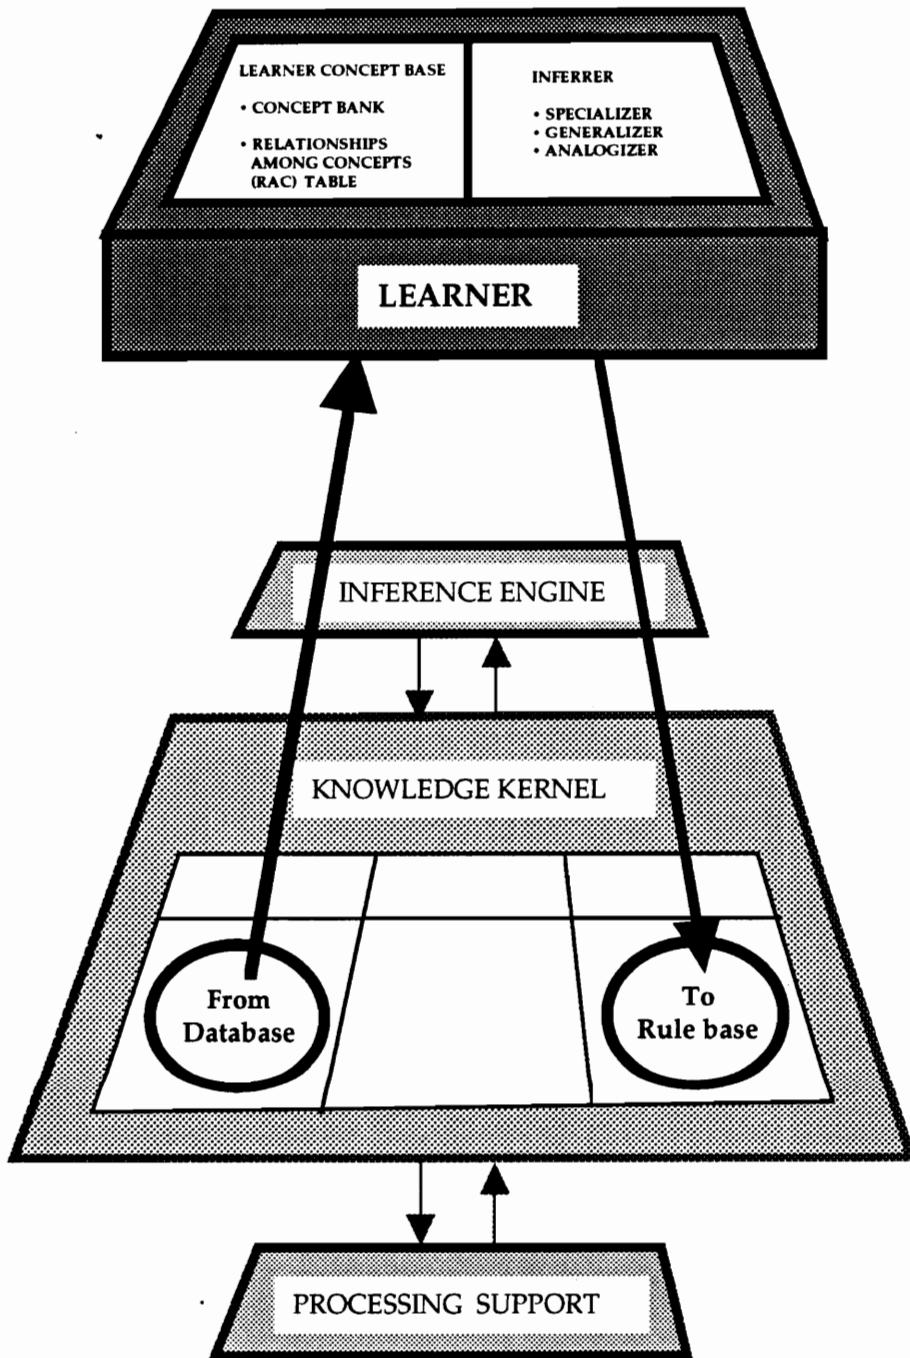 LEARNER CONCEPT BASE
• CONCEPT BANK
• RELATIONSHIPS
AMONG CONCEPTS
(RAC) TABLE
INFERRER
• SPECIALIZER
• GENERALIZER
• ANALOGIZER
LEARNER
INFERENCE ENGINE
KNOWLEDGE KERNEL
From
Database
To
Rule base
PROCESSING SUPPORT